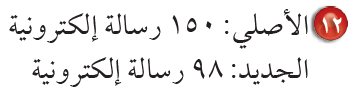 ١٢ الأصلي: ١٥٠ رسالة إلكترونية
الجديد: ٩٨ رسالة إلكترونية